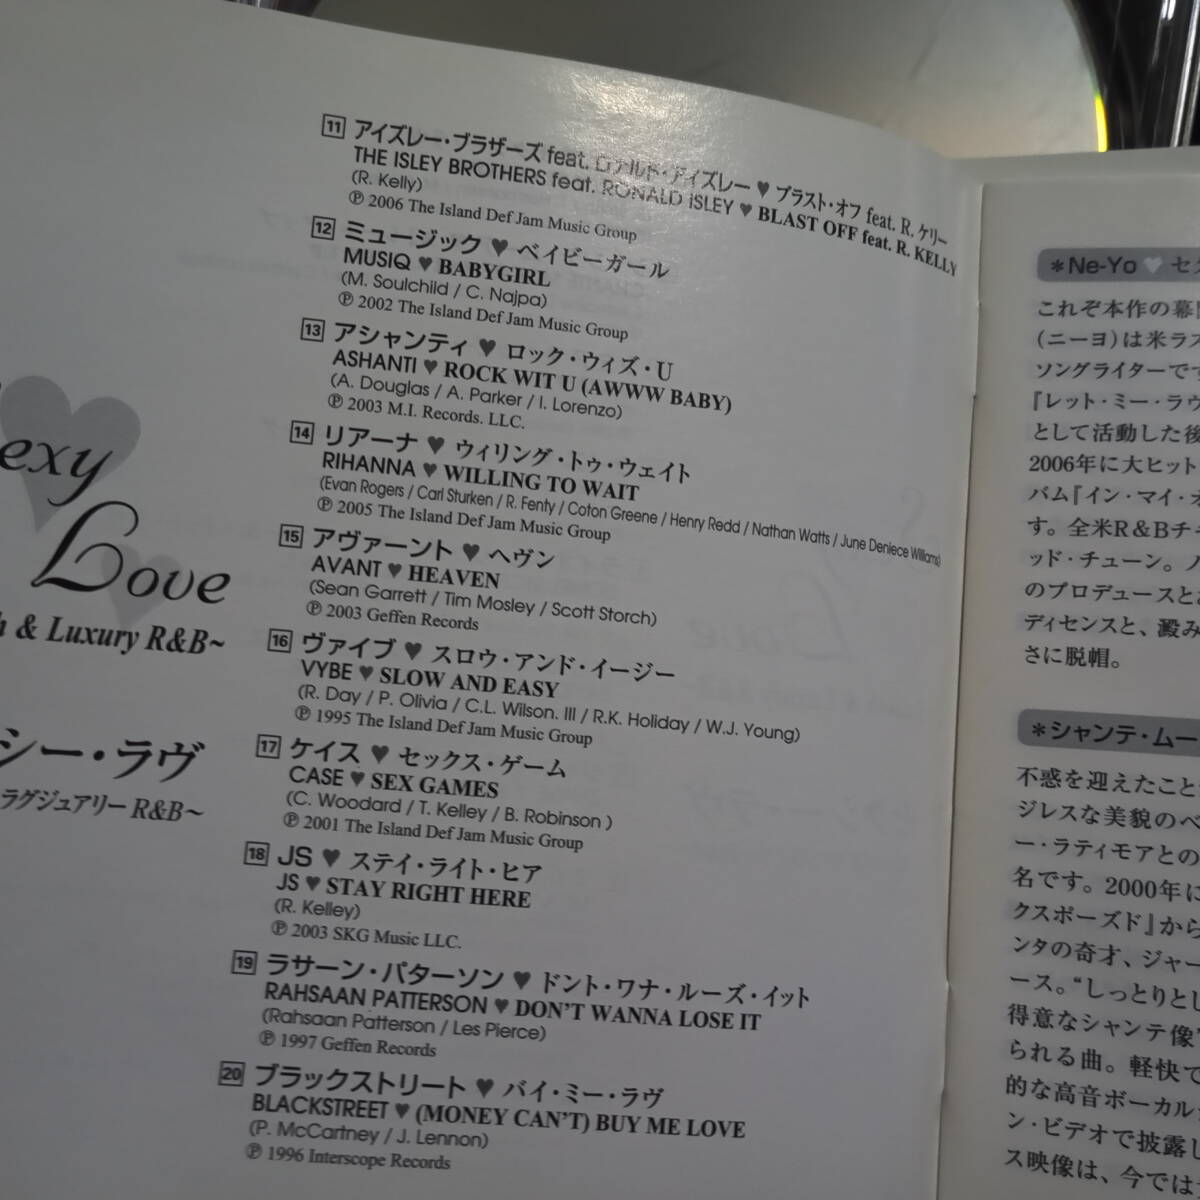 exy
Love
h & Luxury R&B~
シー・ラヴ
ラグジュアリー R&B~
11 アイズレー・ブラザーズ feat. ロナルド・アイズレー ♥ ブラスト・オフ feat. R. ケリー
THE ISLEY BROTHERS feat. RONALD ISLEY ♥ BLAST OFF feat. R. KELLY
(R. Kelly)
℗ 2006 The Island Def Jam Music Group
12 ミュージック ♥ ベイビーガール
MUSIQ ♥ BABYGIRL
(M. Soulchild / C. Najpa)
℗ 2002 The Island Def Jam Music Group
13 アシャンティ ♥ ロック・ウィズ・U
ASHANTI ♥ ROCK WIT U (AWWW BABY)
(A. Douglas / A. Parker / I. Lorenzo)
℗ 2003 M.I. Records. LLC.
14 リアーナ ♥ ウィリング・トゥ・ウェイト
RIHANNA ♥ WILLING TO WAIT
(Evan Rogers / Carl Sturken / R. Fenty / Coton Greene / Henry Redd / Nathan Watts / June Deniece Williams)
℗ 2005 The Island Def Jam Music Group
15 アヴァーント ♥ ヘヴン
AVANT ♥ HEAVEN
(Sean Garrett / Tim Mosley / Scott Storch)
℗ 2003 Geffen Records
16 ヴァイブ ♥ スロウ・アンド・イージー
VYBE ♥ SLOW AND EASY
(R. Day / P. Olivia / C.L. Wilson. III / R.K. Holiday / W.J. Young)
℗ 1995 The Island Def Jam Music Group
17 ケイス ♥ セックス・ゲーム
CASE ♥ SEX GAMES
(C. Woodard / T. Kelley / B. Robinson )
℗ 2001 The Island Def Jam Music Group
18 JS ♥ ステイ・ライト・ヒア
JS ♥ STAY RIGHT HERE
(R. Kelley)
℗ 2003 SKG Music LLC.
19 ラサーン・パターソン ♥ ドント・ワナ・ルーズ・イット
RAHSAAN PATTERSON ♥ DON'T WANNA LOSE IT
(Rahsaan Patterson / Les Pierce)
℗ 1997 Geffen Records
20 ブラックストリート ♥ バイ・ミー・ラヴ
BLACKSTREET ♥ (MONEY CAN'T) BUY ME LOVE
(P. McCartney / J. Lennon)
℗ 1996 Interscope Records
*Ne-Yo ♥ セク
これぞ本作の幕
(ニーヨ)は米ラス
ソングライターです
『レット・ミー・ラヴ
として活動した後
2006年に大ヒット
バム『イン・マイ・オ
す。全米R&Bチャ
ッド・チューン。ノ
のプロデュースと
ディセンスと、澱み
さに脱帽。
*シャンテ・ムー
不惑を迎えたこと
ジレスな美貌のベ
ー・ラティモアとの
名です。2000年に
クスポーズド』から
ンタの奇才、ジャー
ース。“しっとりとし
得意なシャンテ像
られる曲。軽快で
的な高音ボーカル
ン・ビデオで披露し
ス映像は、今では